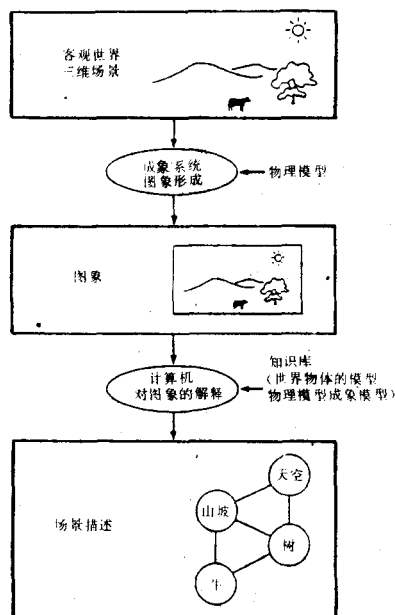 客观世界
三维场景
成象系统
图象形成
物理模型
图象
计算机
对图象的解释
知识库
(世界物体的模型
物理模型成象模型)
场景描述
天空
山坡
树
牛